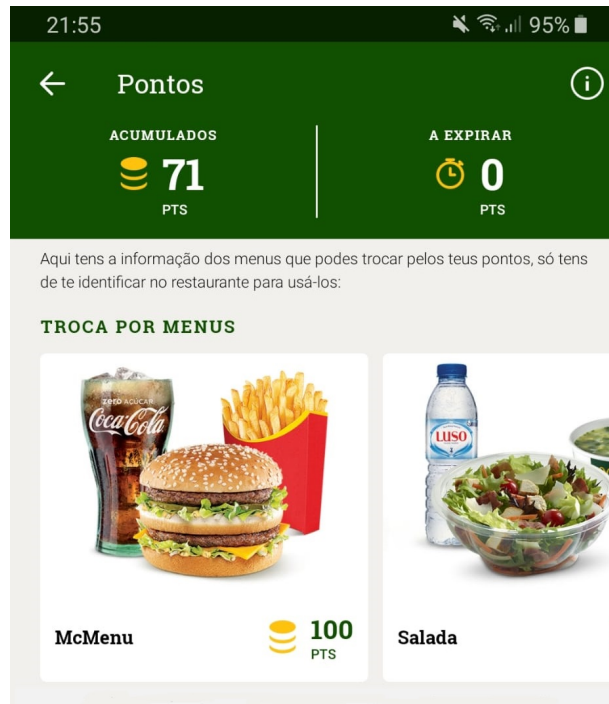 21:55
95%
Pontos
ACUMULADOS
A EXPIRAR
71
0
PTS
PTS
Aqui tens a informação dos menus que podes trocar pelos teus pontos, só tens
de te identificar no restaurante para usá-los:
TROCA POR MENUS
zero AÇÚCAR
Coca-Cola
LUSO
McMenu
100
PTS
Salada